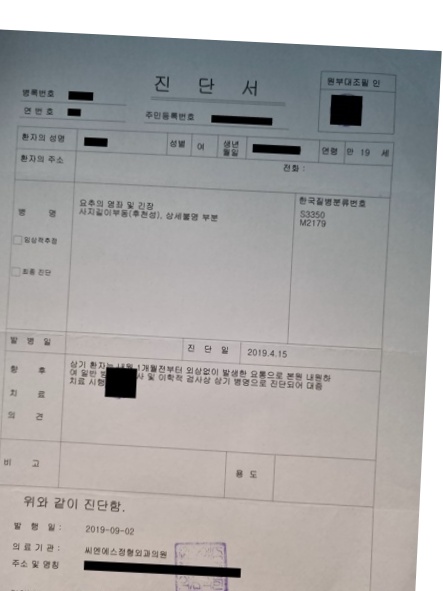 진 단 서
원부대조필 인
병록번호
연 번 호
주민등록번호
환자의 성명 성별 여 생년월일 연령 만 19 세
환자의 주소 전화 :
병 명
요추의 염좌 및 긴장
사지길이부동(후천성), 상세불명 부분
한국질병분류번호
S3350
M2179
임상적추정
최종 진단
발 병 일 진 단 일 2019.4.15
향 후 치 료 의 견
상기 환자는 내원 1개월전부터 외상없이 발생한 요통으로 본원 내원하
여 일반 사 및 이학적 검사상 상기 병명으로 진단되어 대증
치료 시행
비 고 용 도
위와 같이 진단함.
발 행 일 : 2019-09-02
의 료 기 관 : 씨엔에스정형외과의원
주소 및 명칭